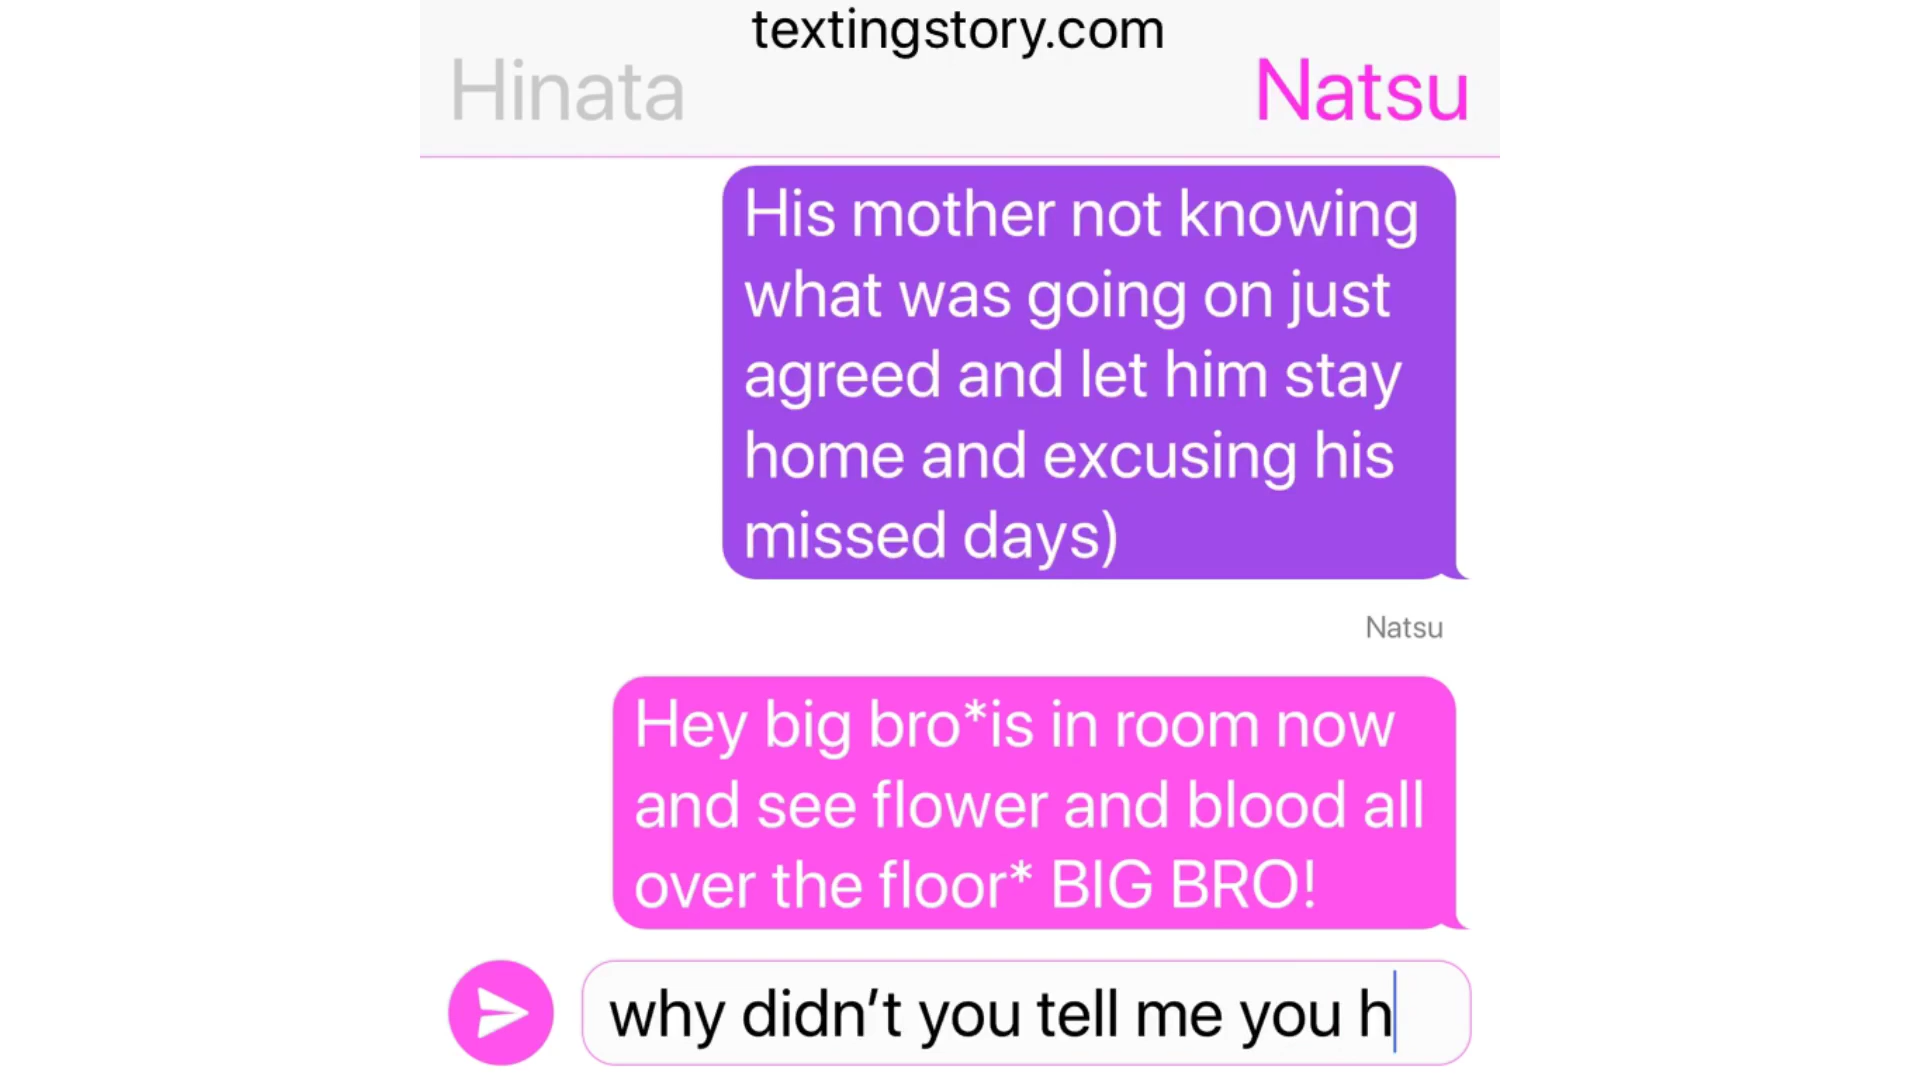 textingstory.com
Hinata
Natsu
His mother not knowing
what was going on just
agreed and let him stay
home and excusing his
missed days)
Natsu
Hey big bro*is in room now
and see flower and blood all
over the floor* BIG BRO!
why didn’t you tell me you h